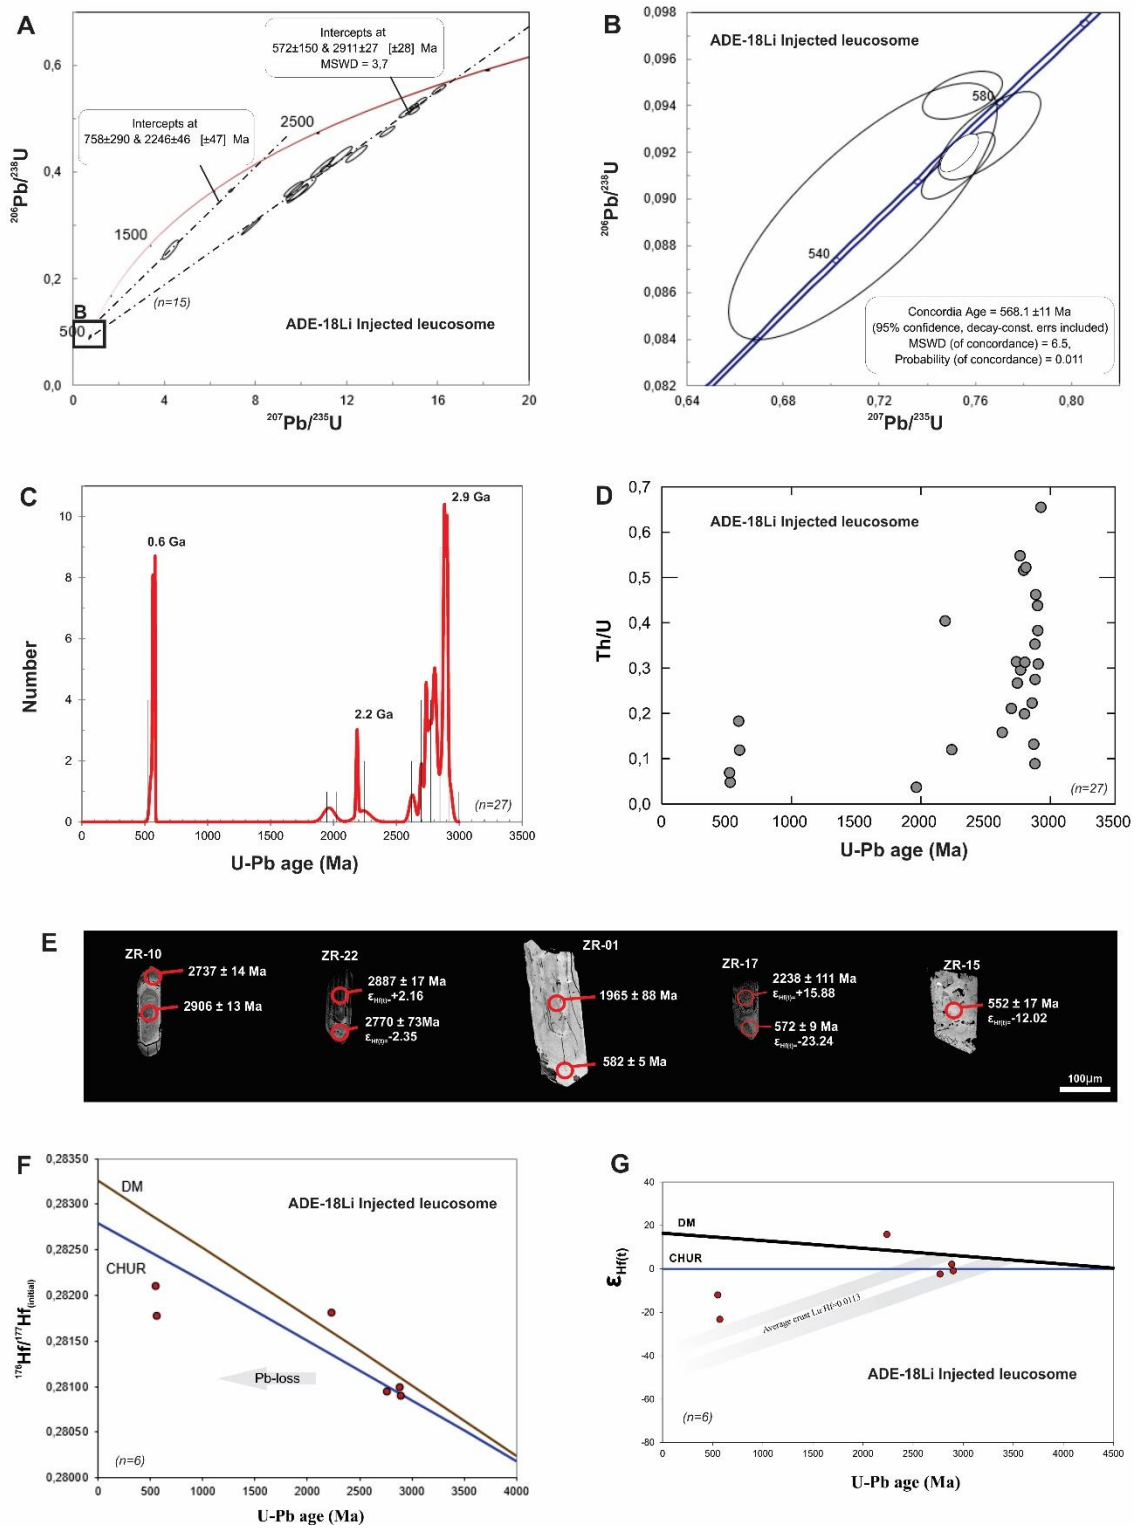 A
Intercepts at
572±150 & 2911±27 [±28] Ma
MSWD = 3,7
Intercepts at
758±290 & 2246±46 [±47] Ma
2500
1500
500
B
(n=15)
ADE-18Li Injected leucosome
0,6
0,4
0,2
0,0
0 4 8 12 16 20
206Pb/238U
207Pb/235U
B
ADE-18Li Injected leucosome
580
540
Concordia Age = 568.1 ±11 Ma
(95% confidence, decay-const. errs included)
MSWD (of concordance) = 6.5,
Probability (of concordance) = 0.011
0,098
0,096
0,094
0,092
0,090
0,088
0,086
0,084
0,082
0,64 0,68 0,72 0,76 0,80
206Pb/238U
207Pb/235U
C
2.9 Ga
0.6 Ga
2.2 Ga
(n=27)
10
8
6
4
2
0
0 500 1000 1500 2000 2500 3000 3500
Number
U-Pb age (Ma)
D
ADE-18Li Injected leucosome
(n=27)
0,7
0,6
0,5
0,4
0,3
0,2
0,1
0,0
0 500 1000 1500 2000 2500 3000 3500
Th/U
U-Pb age (Ma)
E
ZR-10
2737 ± 14 Ma
2906 ± 13 Ma
ZR-22
2887 ± 17 Ma
εHf(t)=+2.16
2770 ± 73Ma
εHf(t)=-2.35
ZR-01
1965 ± 88 Ma
582 ± 5 Ma
ZR-17
2238 ± 111 Ma
εHf(t)=+15.88
572 ± 9 Ma
εHf(t)=-23.24
ZR-15
552 ± 17 Ma
εHf(t)=-12.02
100µm
F
DM
CHUR
ADE-18Li Injected leucosome
Pb-loss
(n=6)
0,28350
0,28300
0,28250
0,28200
0,28150
0,28100
0,28050
0,28000
0 500 1000 1500 2000 2500 3000 3500 4000
176Hf/177Hf(initial)
U-Pb age (Ma)
G
DM
CHUR
Average crust Lu Hf=0.0113
ADE-18Li Injected leucosome
(n=6)
40
20
0
-20
-40
-60
-80
0 500 1000 1500 2000 2500 3000 3500 4000 4500
εHf(t)
U-Pb age (Ma)